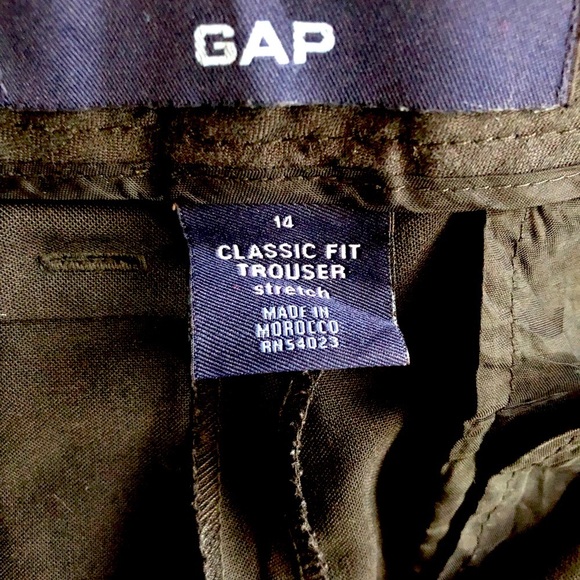 GAP
14
CLASSIC FIT
TROUSER
stretch
MADE IN
MOROCCO
RN54023